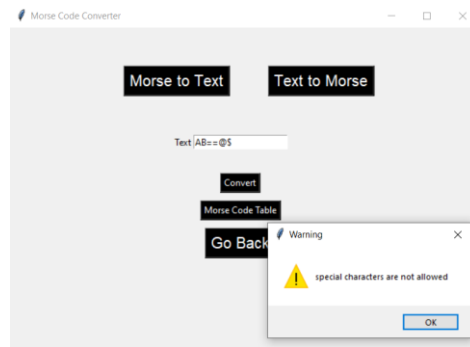 Morse Code Converter
Morse to Text Text to Morse
Text AB==@$
Convert
Morse Code Table
Go Back
Warning
special characters are not allowed
OK